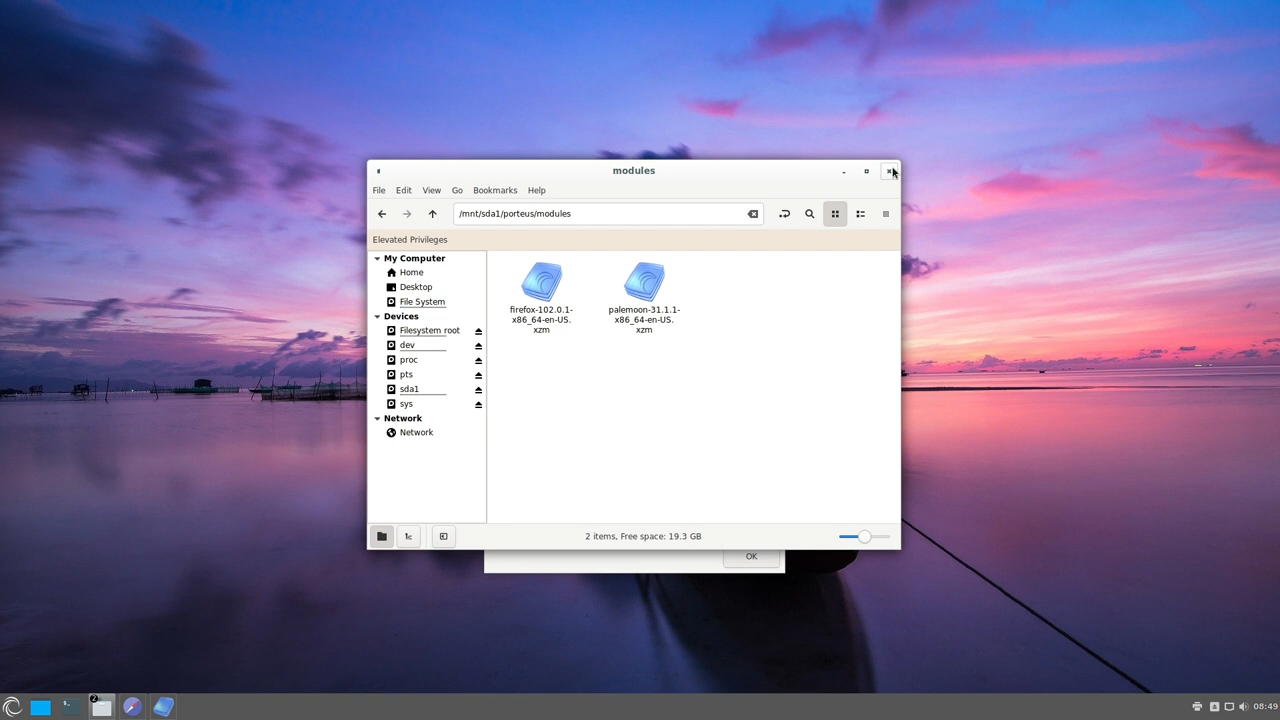 modules
File Edit View Go Bookmarks Help
/mnt/sda1/porteus/modules
Elevated Privileges
My Computer
Home
Desktop
File System
Devices
Filesystem root
dev
proc
pts
sda1
sys
Network
Network
firefox-102.0.1-
x86_64-en-US.
xzm
palemoon-31.1.1-
x86_64-en-US.
xzm
2 items, Free space: 19.3 GB
OK
2
08:49